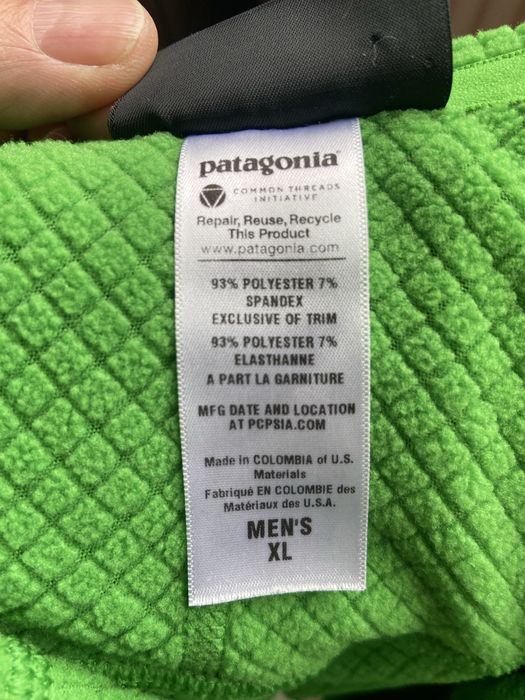 patagonia®
COMMON THREADS
INITIATIVE
Repair, Reuse, Recycle
This Product
www.patagonia.com
93% POLYESTER 7%
SPANDEX
EXCLUSIVE OF TRIM
93% POLYESTER 7%
ELASTHANNE
A PART LA GARNITURE
MFG DATE AND LOCATION
AT PCPSIA.COM
Made in COLOMBIA of U.S.
Materials
Fabriqué EN COLOMBIE des
Matériaux des U.S.A.
MEN'S
XL